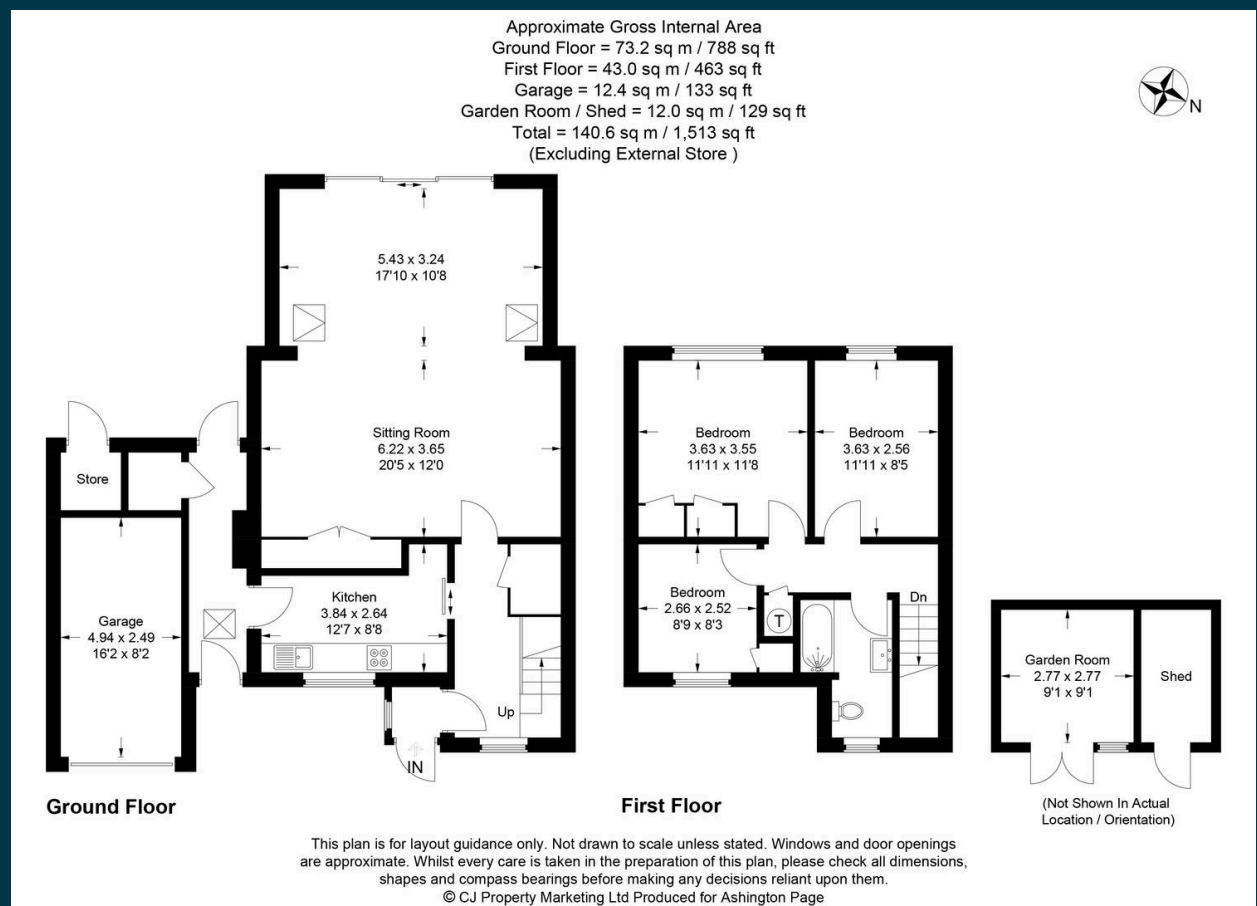 Approximate Gross Internal Area
Ground Floor = 73.2 sq m / 788 sq ft
First Floor = 43.0 sq m / 463 sq ft
Garage = 12.4 sq m / 133 sq ft
Garden Room / Shed = 12.0 sq m / 129 sq ft
Total = 140.6 sq m / 1,513 sq ft
(Excluding External Store )
N
5.43 x 3.24
17'10 x 10'8
Sitting Room
6.22 x 3.65
20'5 x 12'0
Store
Garage
4.94 x 2.49
16'2 x 8'2
Kitchen
3.84 x 2.64
12'7 x 8'8
Up
IN
Ground Floor
Bedroom
3.63 x 3.55
11'11 x 11'8
Bedroom
3.63 x 2.56
11'11 x 8'5
Bedroom
2.66 x 2.52
8'9 x 8'3
T
Dn
First Floor
Garden Room
2.77 x 2.77
9'1 x 9'1
Shed
(Not Shown In Actual
Location / Orientation)
This plan is for layout guidance only. Not drawn to scale unless stated. Windows and door openings
are approximate. Whilst every care is taken in the preparation of this plan, please check all dimensions,
shapes and compass bearings before making any decisions reliant upon them.
© CJ Property Marketing Ltd Produced for Ashington Page